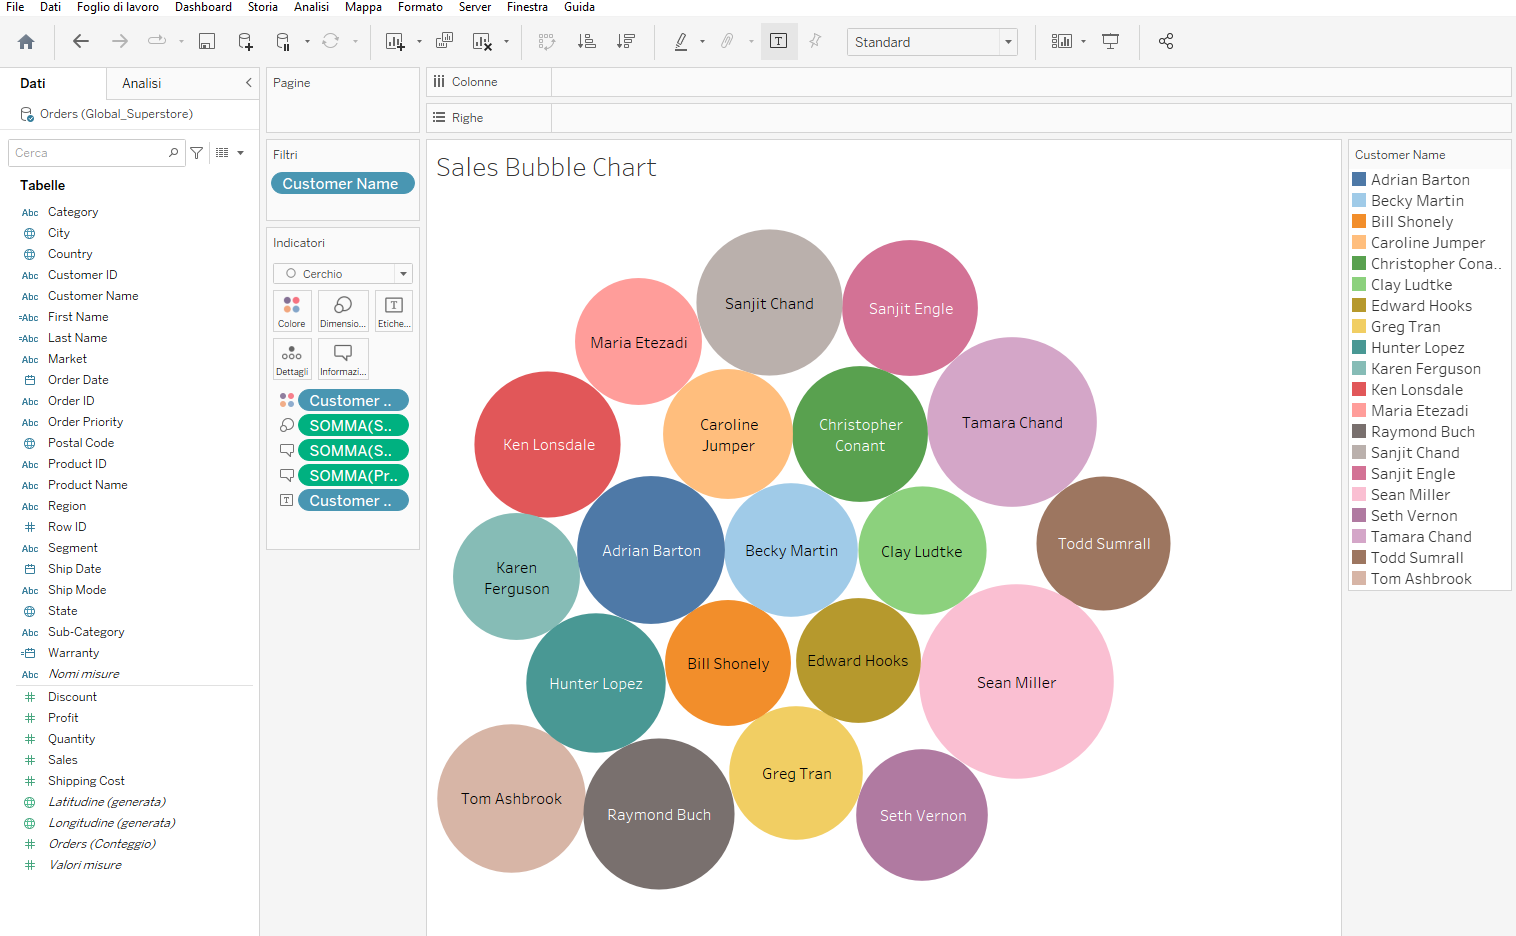 File Dati Foglio di lavoro Dashboard Storia Analisi Mappa Formato Server Finestra Guida
Standard
Dati Analisi
Orders (Global_Superstore)
Cerca
Tabelle
Abc Category
City
Country
Abc Customer ID
Abc Customer Name
=Abc First Name
=Abc Last Name
Abc Market
Order Date
Abc Order ID
Abc Order Priority
Postal Code
Abc Product ID
Abc Product Name
Abc Region
# Row ID
Abc Segment
Ship Date
Abc Ship Mode
State
Abc Sub-Category
Warranty
Abc Nomi misure
# Discount
# Profit
# Quantity
# Sales
# Shipping Cost
Latitudine (generata)
Longitudine (generata)
# Orders (Conteggio)
# Valori misure
Pagine
Filtri
Customer Name
Indicatori
Cerchio
Colore Dimensio... Etiche...
Dettagli Informazi...
Customer ..
SOMMA(S..
SOMMA(S..
SOMMA(Pr..
Customer ..
Colonne
Righe
Sales Bubble Chart
Sanjit Chand
Sanjit Engle
Maria Etezadi
Tamara Chand
Caroline
Jumper
Christopher
Conant
Ken Lonsdale
Todd Sumrall
Adrian Barton
Becky Martin
Clay Ludtke
Karen
Ferguson
Bill Shonely
Edward Hooks
Hunter Lopez
Sean Miller
Greg Tran
Tom Ashbrook
Raymond Buch
Seth Vernon
Customer Name
Adrian Barton
Becky Martin
Bill Shonely
Caroline Jumper
Christopher Cona..
Clay Ludtke
Edward Hooks
Greg Tran
Hunter Lopez
Karen Ferguson
Ken Lonsdale
Maria Etezadi
Raymond Buch
Sanjit Chand
Sanjit Engle
Sean Miller
Seth Vernon
Tamara Chand
Todd Sumrall
Tom Ashbrook